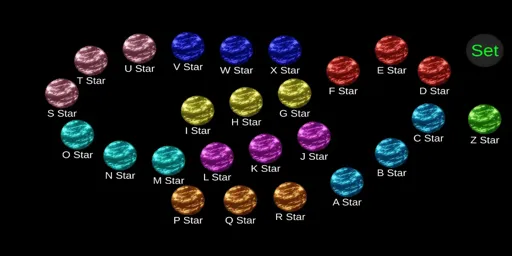 Set
U Star
V Star
W Star
X Star
E Star
T Star
F Star
D Star
S Star
G Star
H Star
I Star
C Star
Z Star
O Star
N Star
M Star
L Star
K Star
J Star
B Star
A Star
P Star
Q Star
R Star